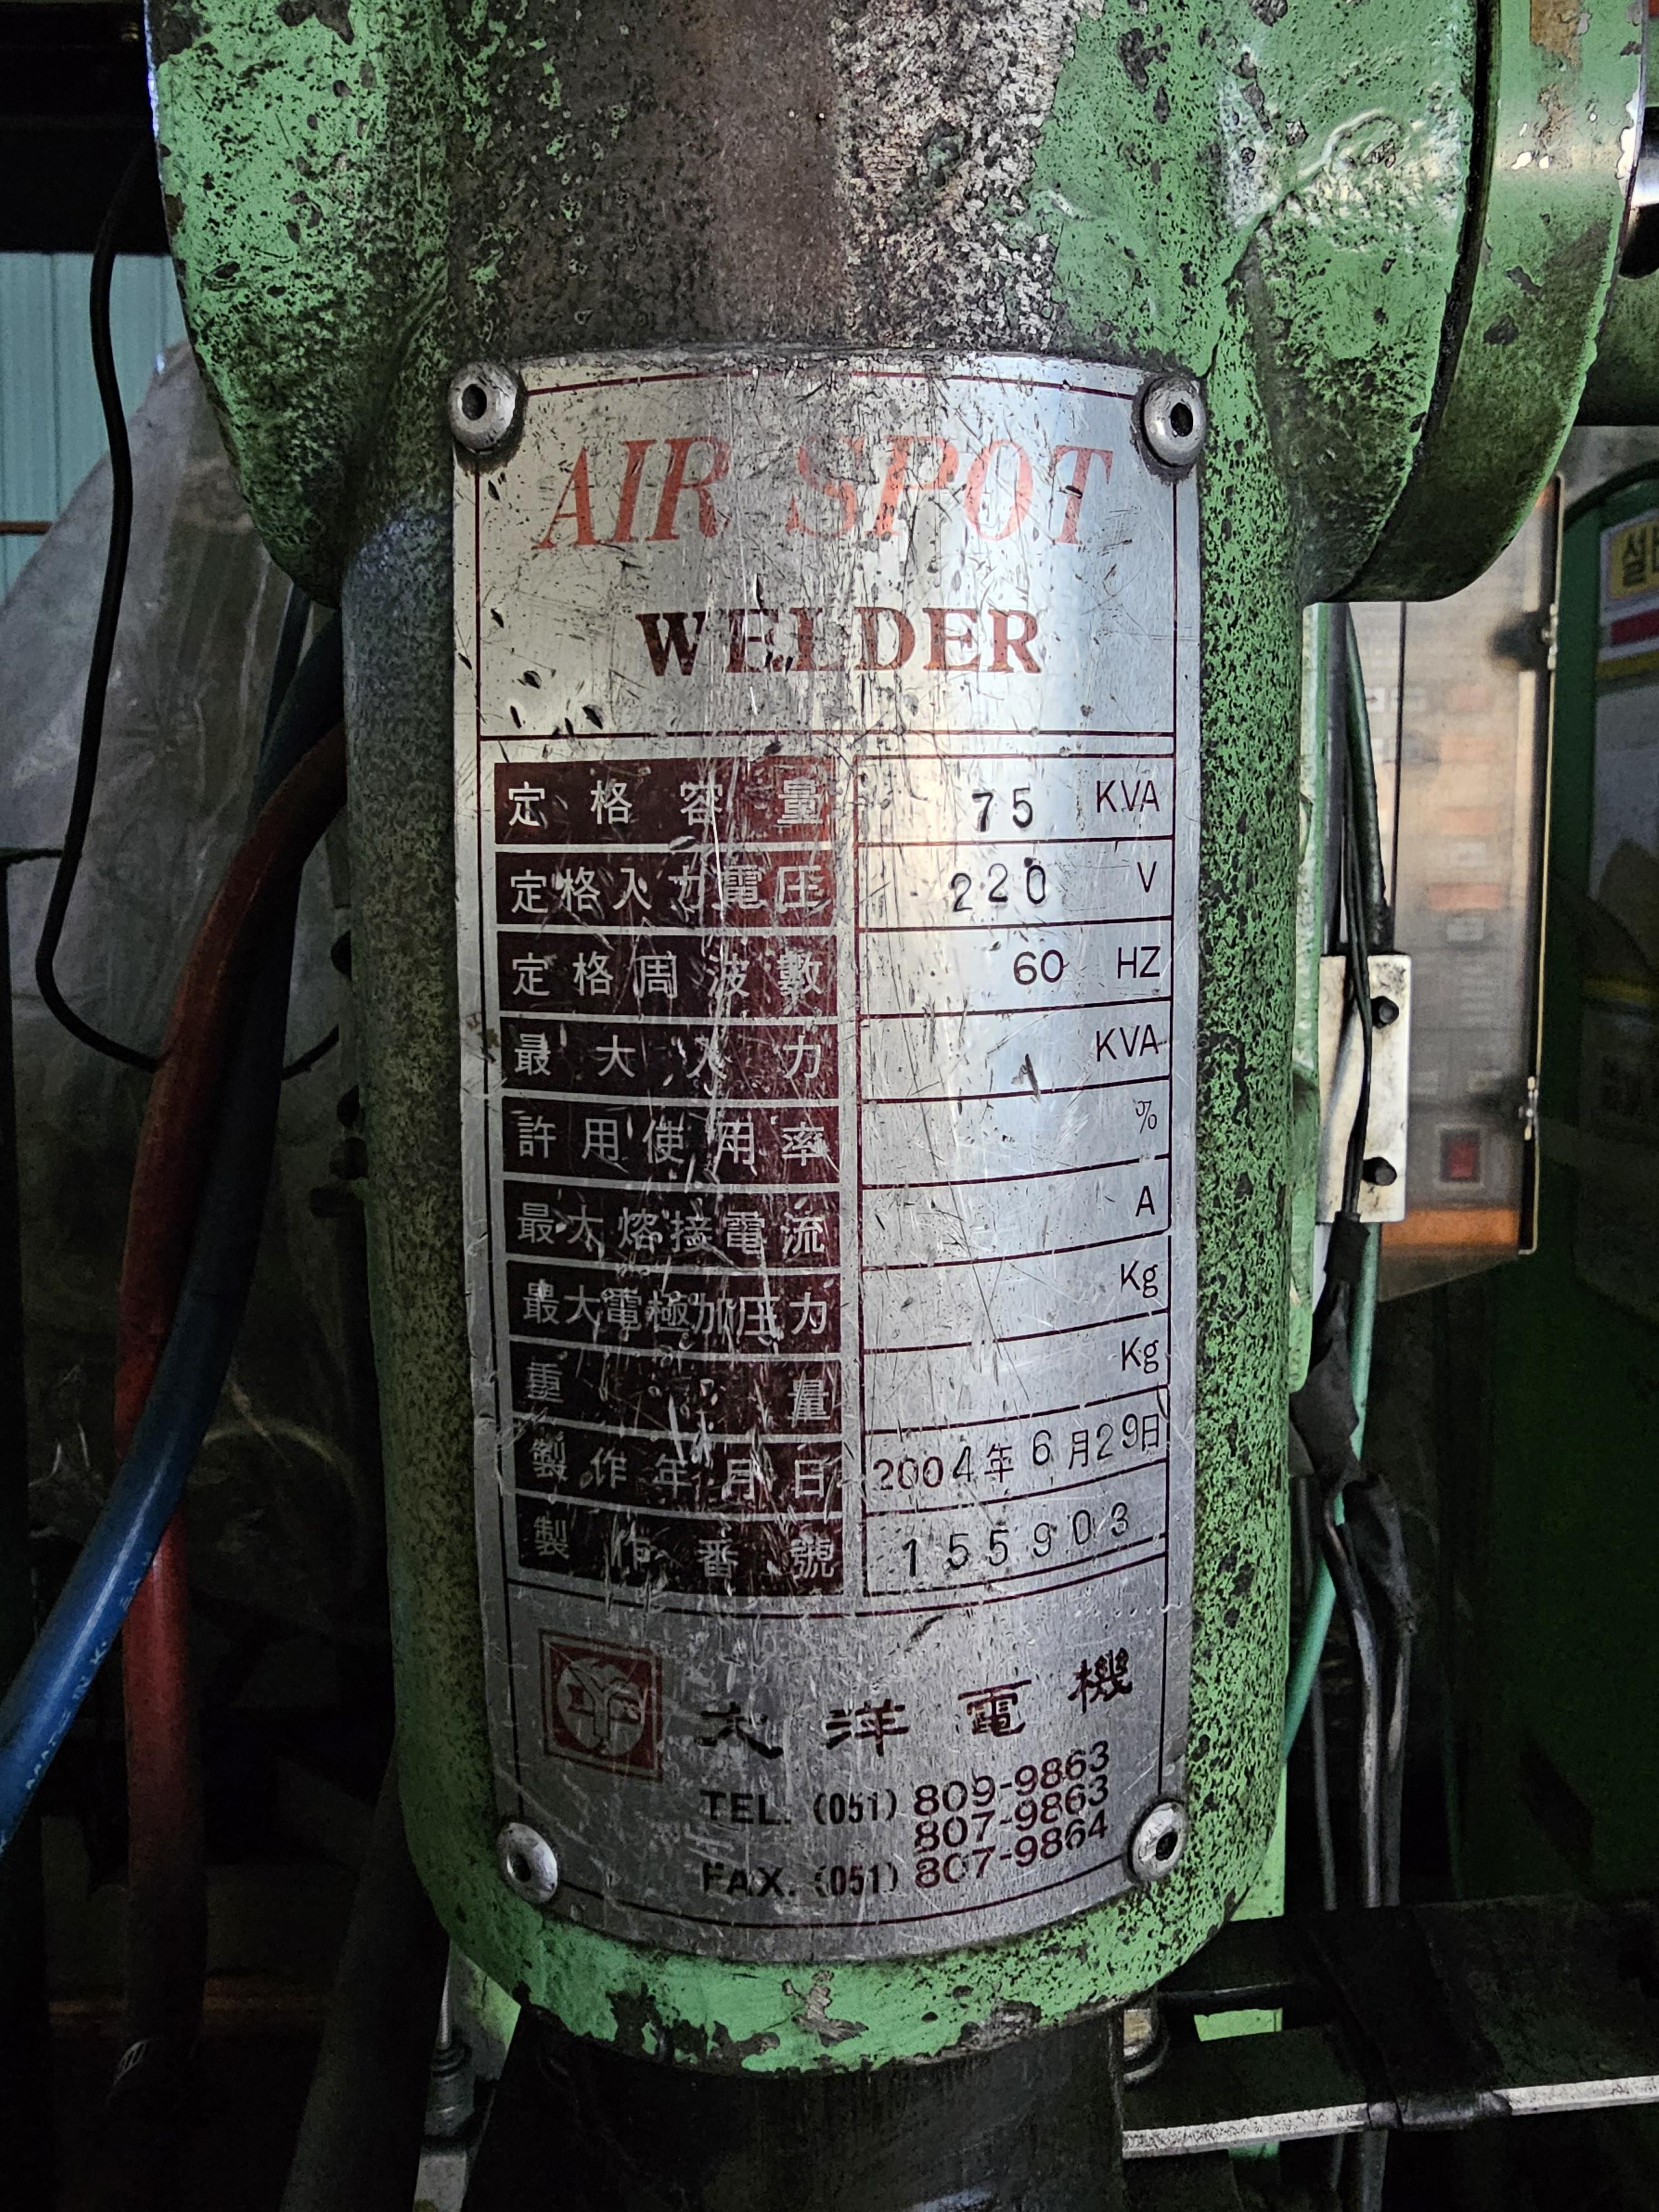 AIR SPOT
WELDER
定格容量 75 KVA
定格入力電圧 220 V
定格周波數 60 HZ
最大入力 KVA
許用使用率 %
最大熔接電流 A
最大電極加圧力 Kg
重量 Kg
製作年月日 2004年6月29日
製作番號 155903
大洋電機
TEL. (051) 809-9863
807-9863
FAX. (051) 807-9864
설비